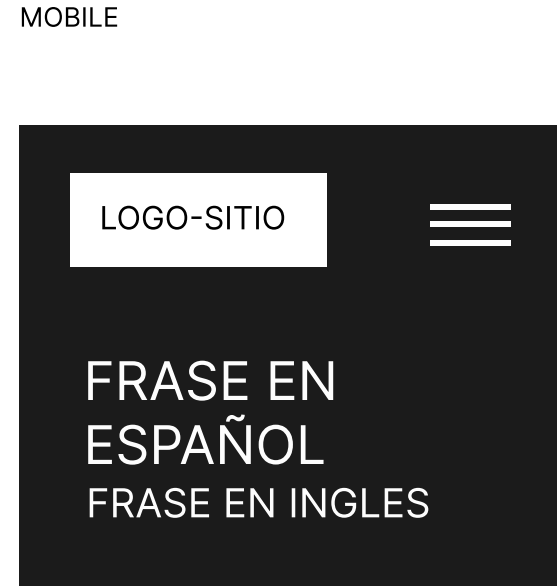 MOBILE
LOGO-SITIO
FRASE EN
ESPAÑOL
FRASE EN INGLES